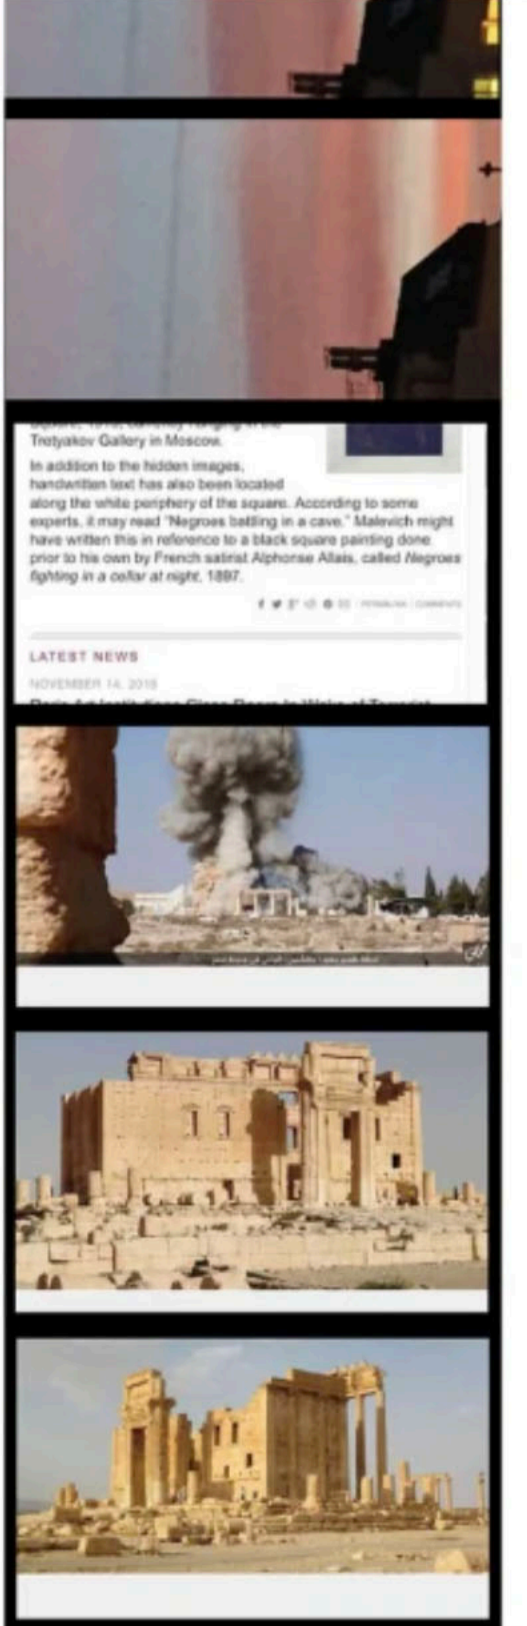 Tretyakov Gallery in Moscow.
In addition to the hidden images,
handwritten text has also been located
along the white periphery of the square. According to some
experts, it may read "Negroes battling in a cave." Malevich might
have written this in reference to a black square painting done
prior to his own by French satirist Alphonse Allais, called Negroes
fighting in a cellar at night, 1897.
PERMALINK | COMMENTS
LATEST NEWS
NOVEMBER 14, 2015